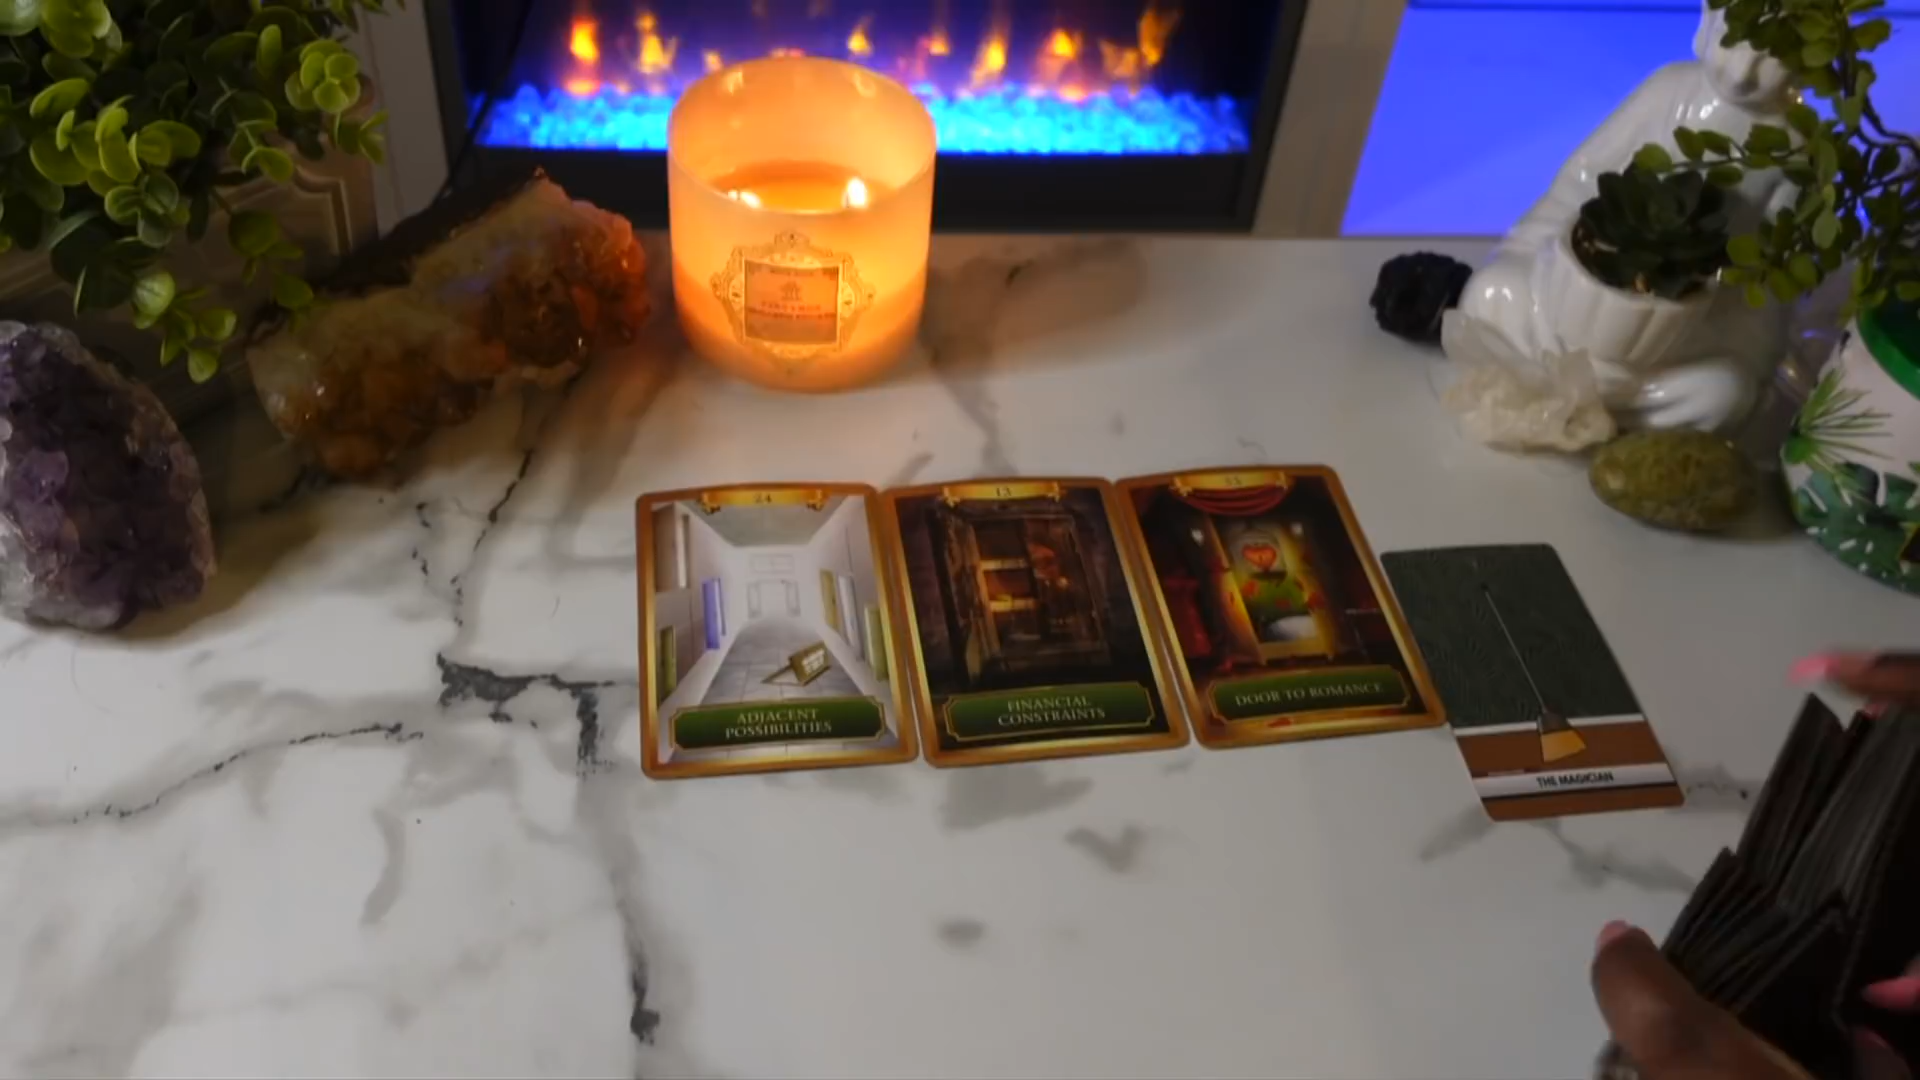 24
ADJACENT
POSSIBILITIES
13
FINANCIAL
CONSTRAINTS
DOOR TO ROMANCE
THE MAGICIAN